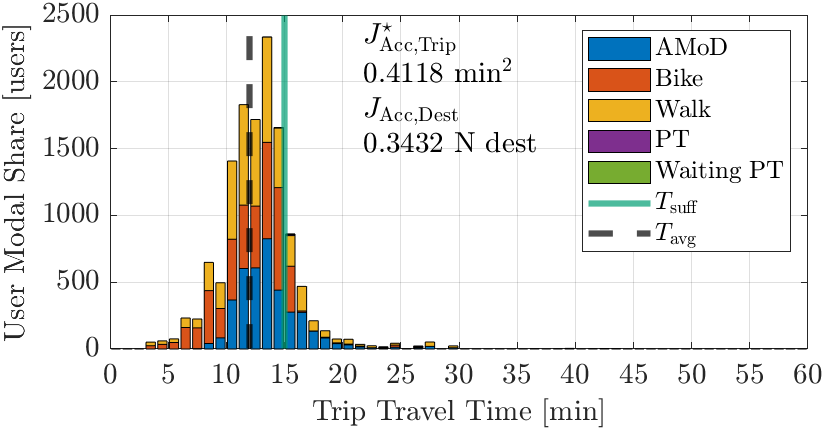 2500
2000
1500
1000
500
0
User Modal Share [users]
J⋆Acc,Trip
0.4118 min²
JAcc,Dest
0.3432 N dest
AMoD
Bike
Walk
PT
Waiting PT
Tsuff
Tavg
0 5 10 15 20 25 30 35 40 45 50 55 60
Trip Travel Time [min]